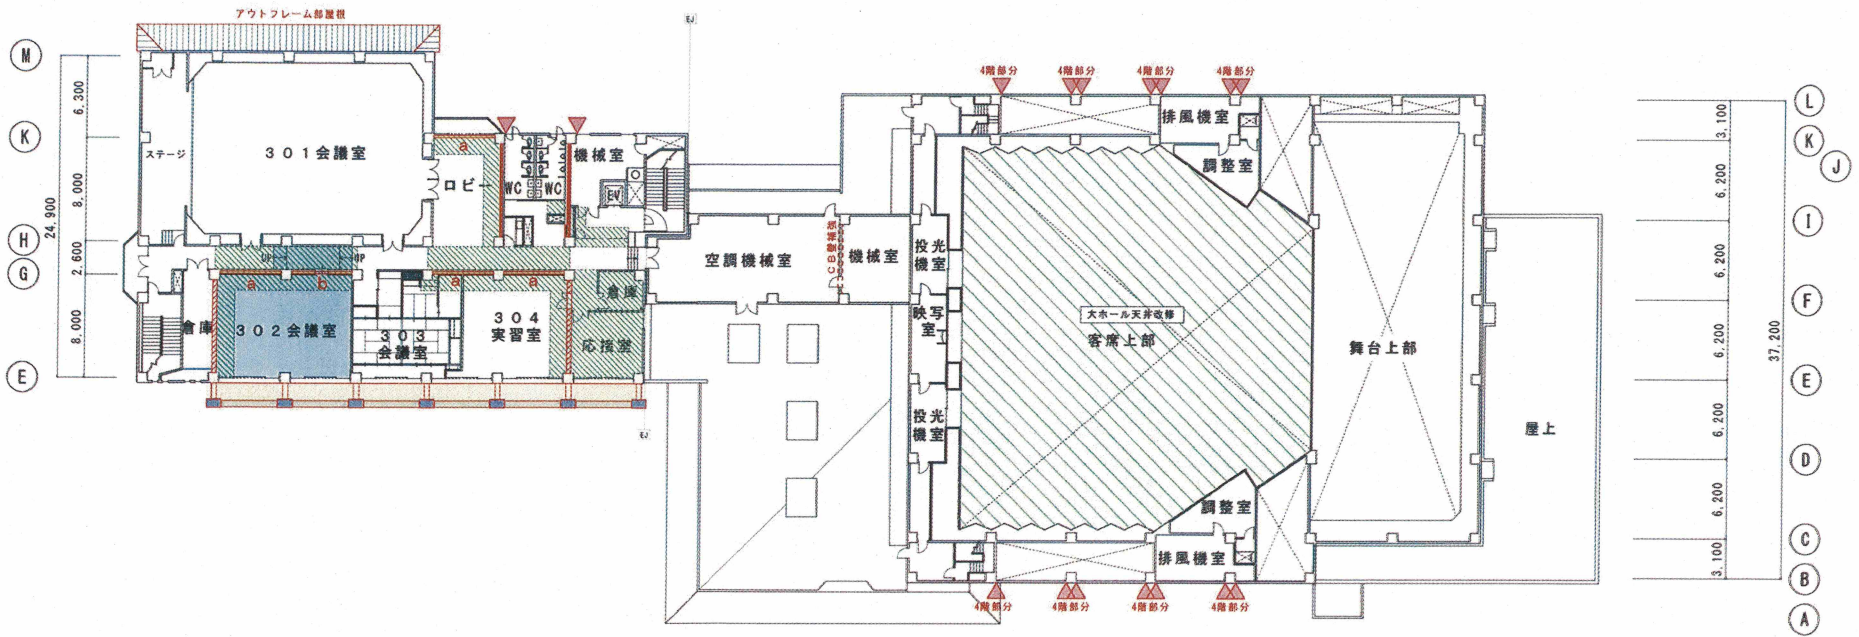 アウトフレーム部屋根
EJ
M
K
H
G
E
6,300
8,000
2,600
8,000
24,900
ステージ
301会議室
a
ロビー
WC
WC
機械室
EV
UP
UP
a
b
a
a
倉庫
302会議室
303
会議室
304
実習室
倉庫
応接室
EJ
空調機械室
CB壁補強
機械室
投光
機室
映写
室
投光
機室
4階部分
4階部分
4階部分
4階部分
排風機室
調整室
大ホール天井改修
客席上部
舞台上部
屋上
調整室
排風機室
4階部分
4階部分
4階部分
4階部分
3,100
6,200
6,200
6,200
6,200
6,200
3,100
37,200
L
K
J
I
F
E
D
C
B
A